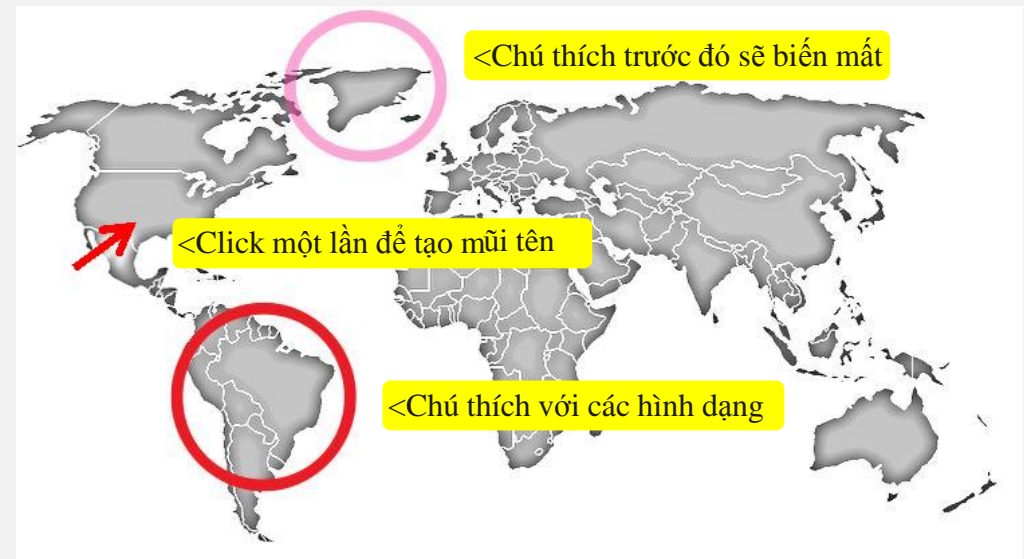 <Chú thích trước đó sẽ biến mất
<Click một lần để tạo mũi tên
<Chú thích với các hình dạng